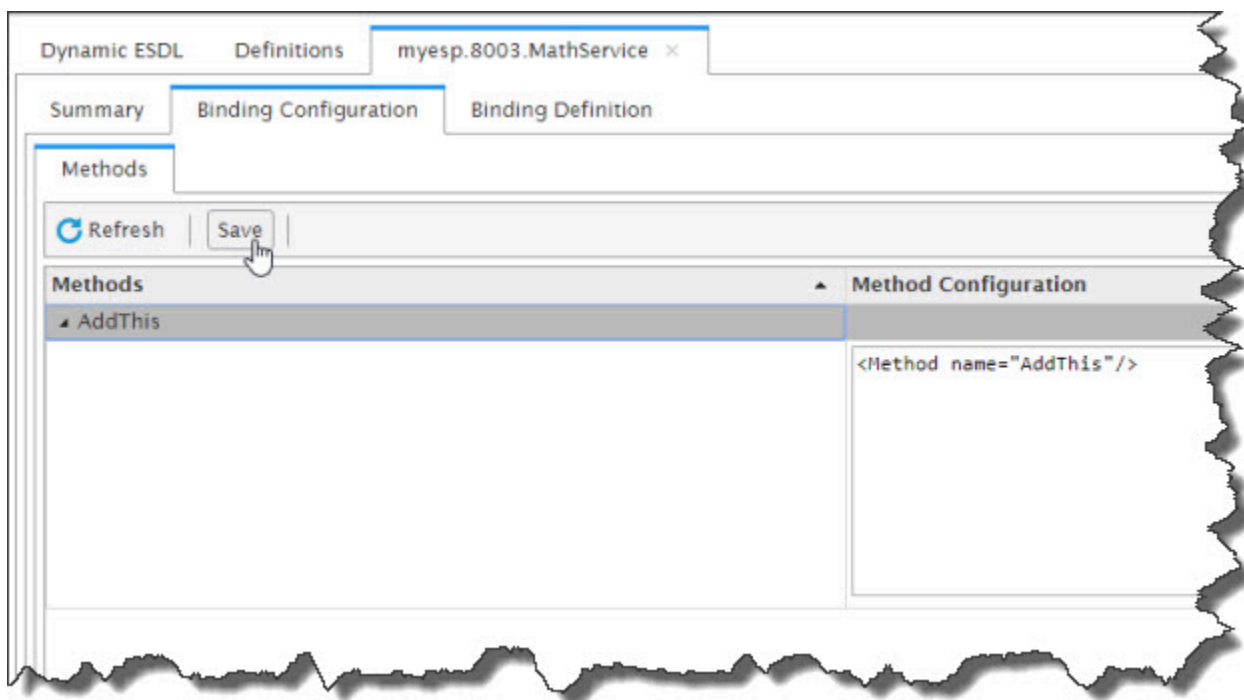 Dynamic ESDL Definitions myesp.8003.MathService ×
Summary Binding Configuration Binding Definition
Methods
Refresh Save
Methods Method Configuration
AddThis
<Method name="AddThis"/>